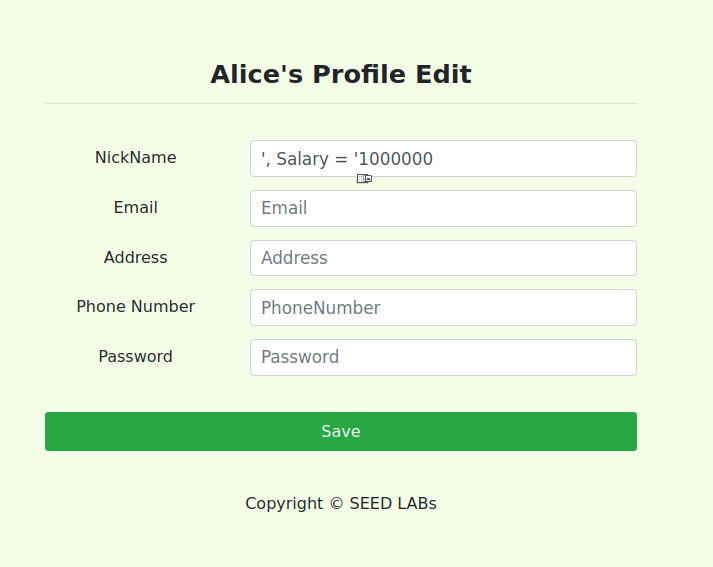 Alice's Profile Edit
NickName ', Salary = '1000000
Email Email
Address Address
Phone Number PhoneNumber
Password Password
Save
Copyright © SEED LABs